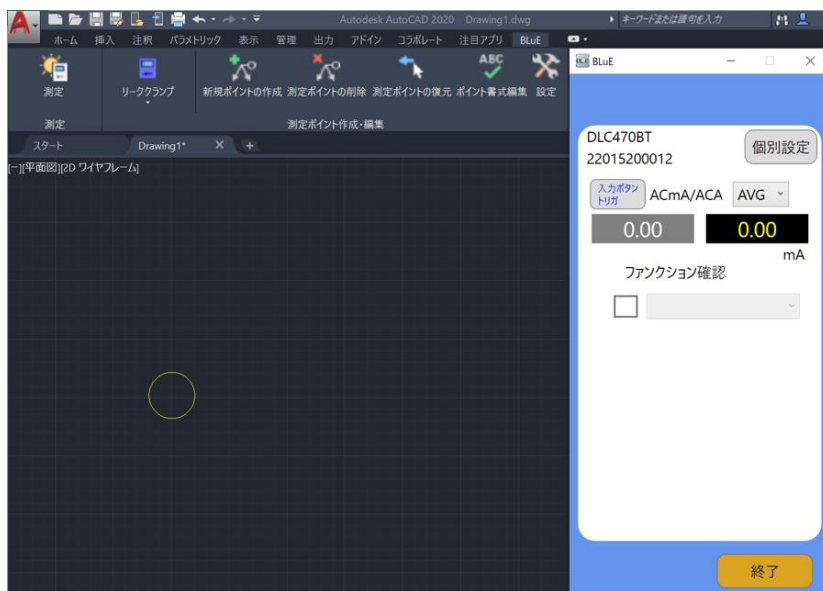 Autodesk AutoCAD 2020 Drawing1.dwg
キーワードまたは語句を入力
ホーム 挿入 注釈 パラメトリック 表示 管理 出力 アドイン コラボレート 注目アプリ BLuE
測定
リーククランプ
新規ポイントの作成 測定ポイントの削除 測定ポイントの復元 ポイント書式編集 設定
ABC
測定
測定ポイント作成・編集
スタート
Drawing1*
[-][平面図][2D ワイヤフレーム]
BLuE
DLC470BT
22015200012
個別設定
入力ボタン
トリガ
ACmA/ACA
AVG
0.00
0.00
mA
ファンクション確認
終了